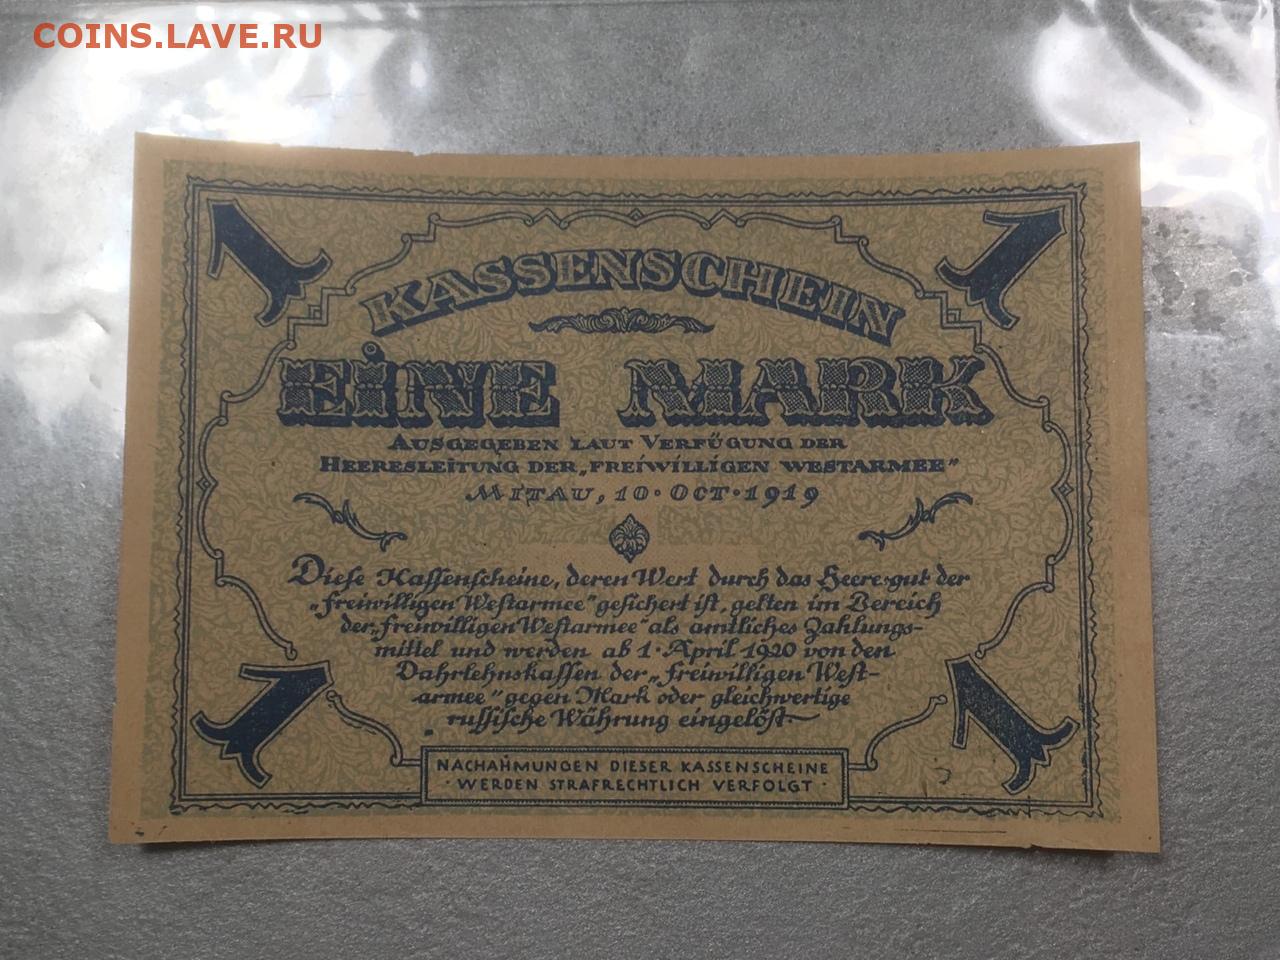 COINS.LAVE.RU
1 1
KASSENSCHEIN
EINE MARK
AUSGEGEBEN LAUT VERFÜGUNG DER
HEERESLEITUNG DER „FREIWILLIGEN WESTARMEE"
MITAU, 10. OCT. 1919
Diese Kassenscheine, deren Wert durch das Heeresgut der
„freiwilligen Westarmee" gesichert ist, gelten im Bereich
der „freiwilligen Westarmee" als amtliches Zahlungs-
mittel und werden ab 1. April 1920 von den
Dahrlehnskassen der „freiwilligen West-
armee" gegen Mark oder gleichwertige
russische Währung eingelöst.
1 1
NACHAHMUNGEN DIESER KASSENSCHEINE
· WERDEN STRAFRECHTLICH VERFOLGT ·